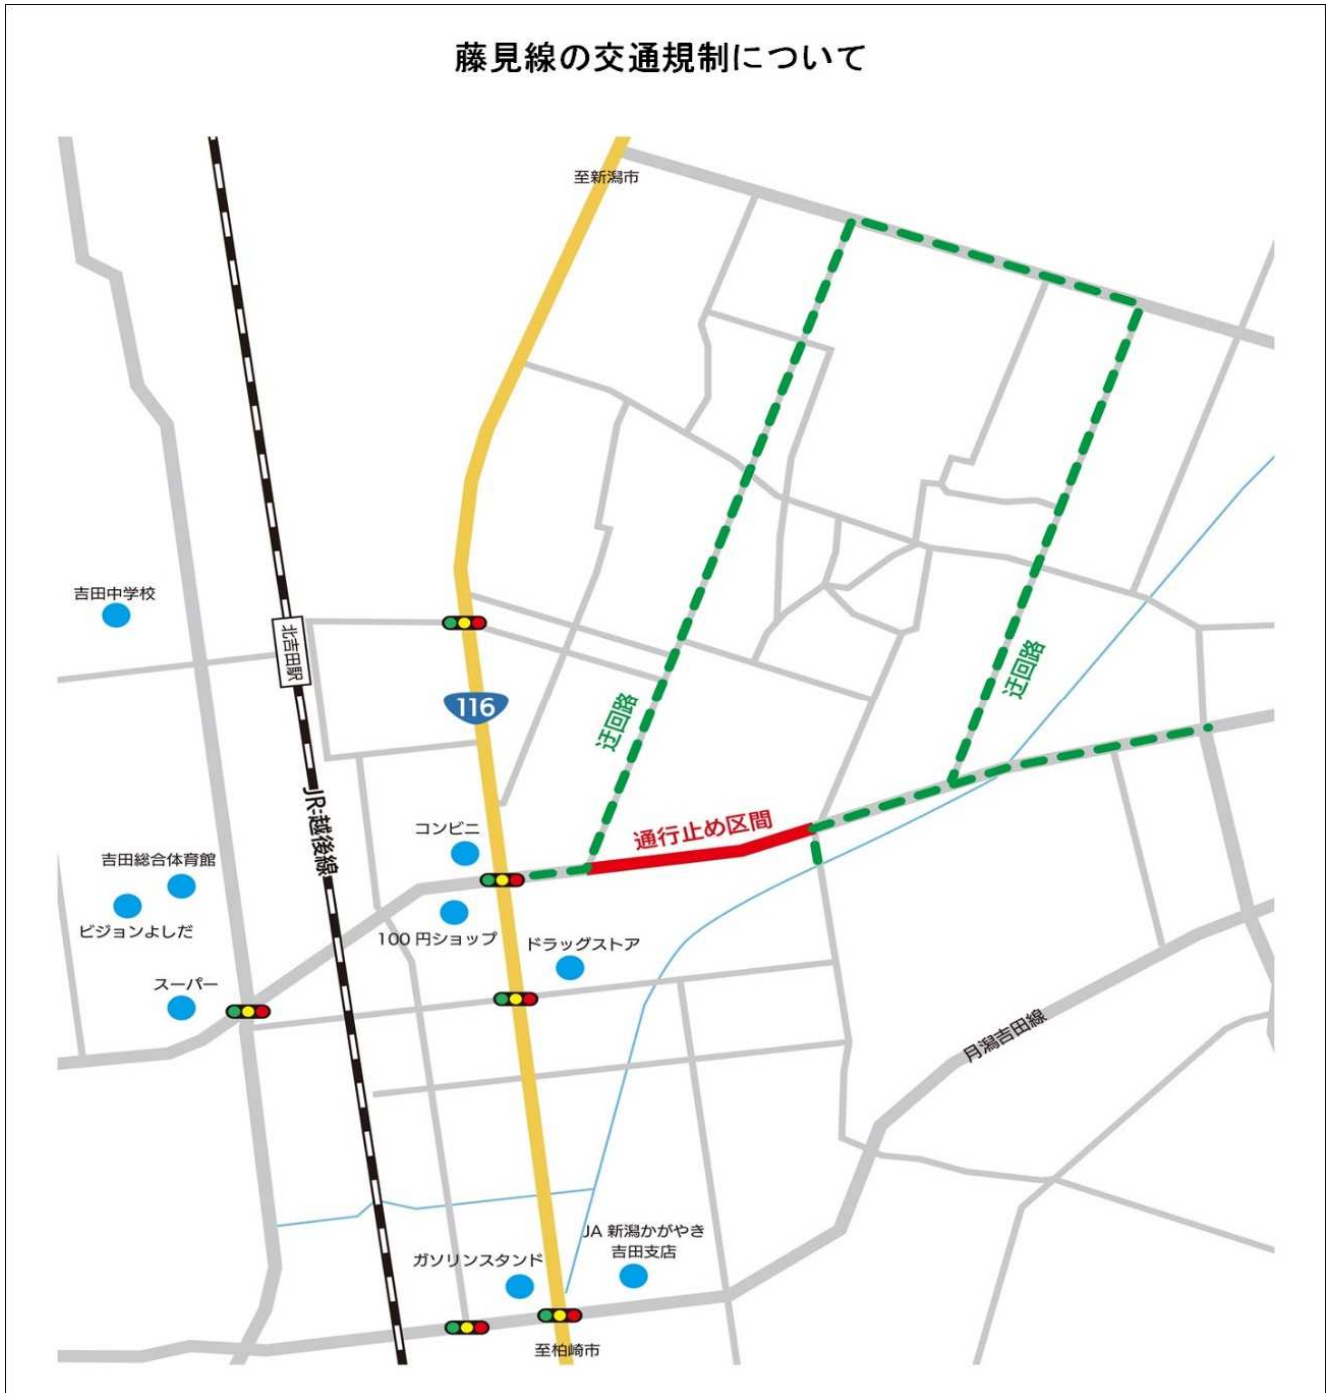 藤見線の交通規制について
至新潟市
吉田中学校
北吉田駅
迂回路
迂回路
116
JR越後線
通行止め区間
コンビニ
吉田総合体育館
ビジョンよしだ
100円ショップ
ドラッグストア
スーパー
月潟吉田線
JA 新潟かがやき
吉田支店
ガソリンスタンド
至柏崎市